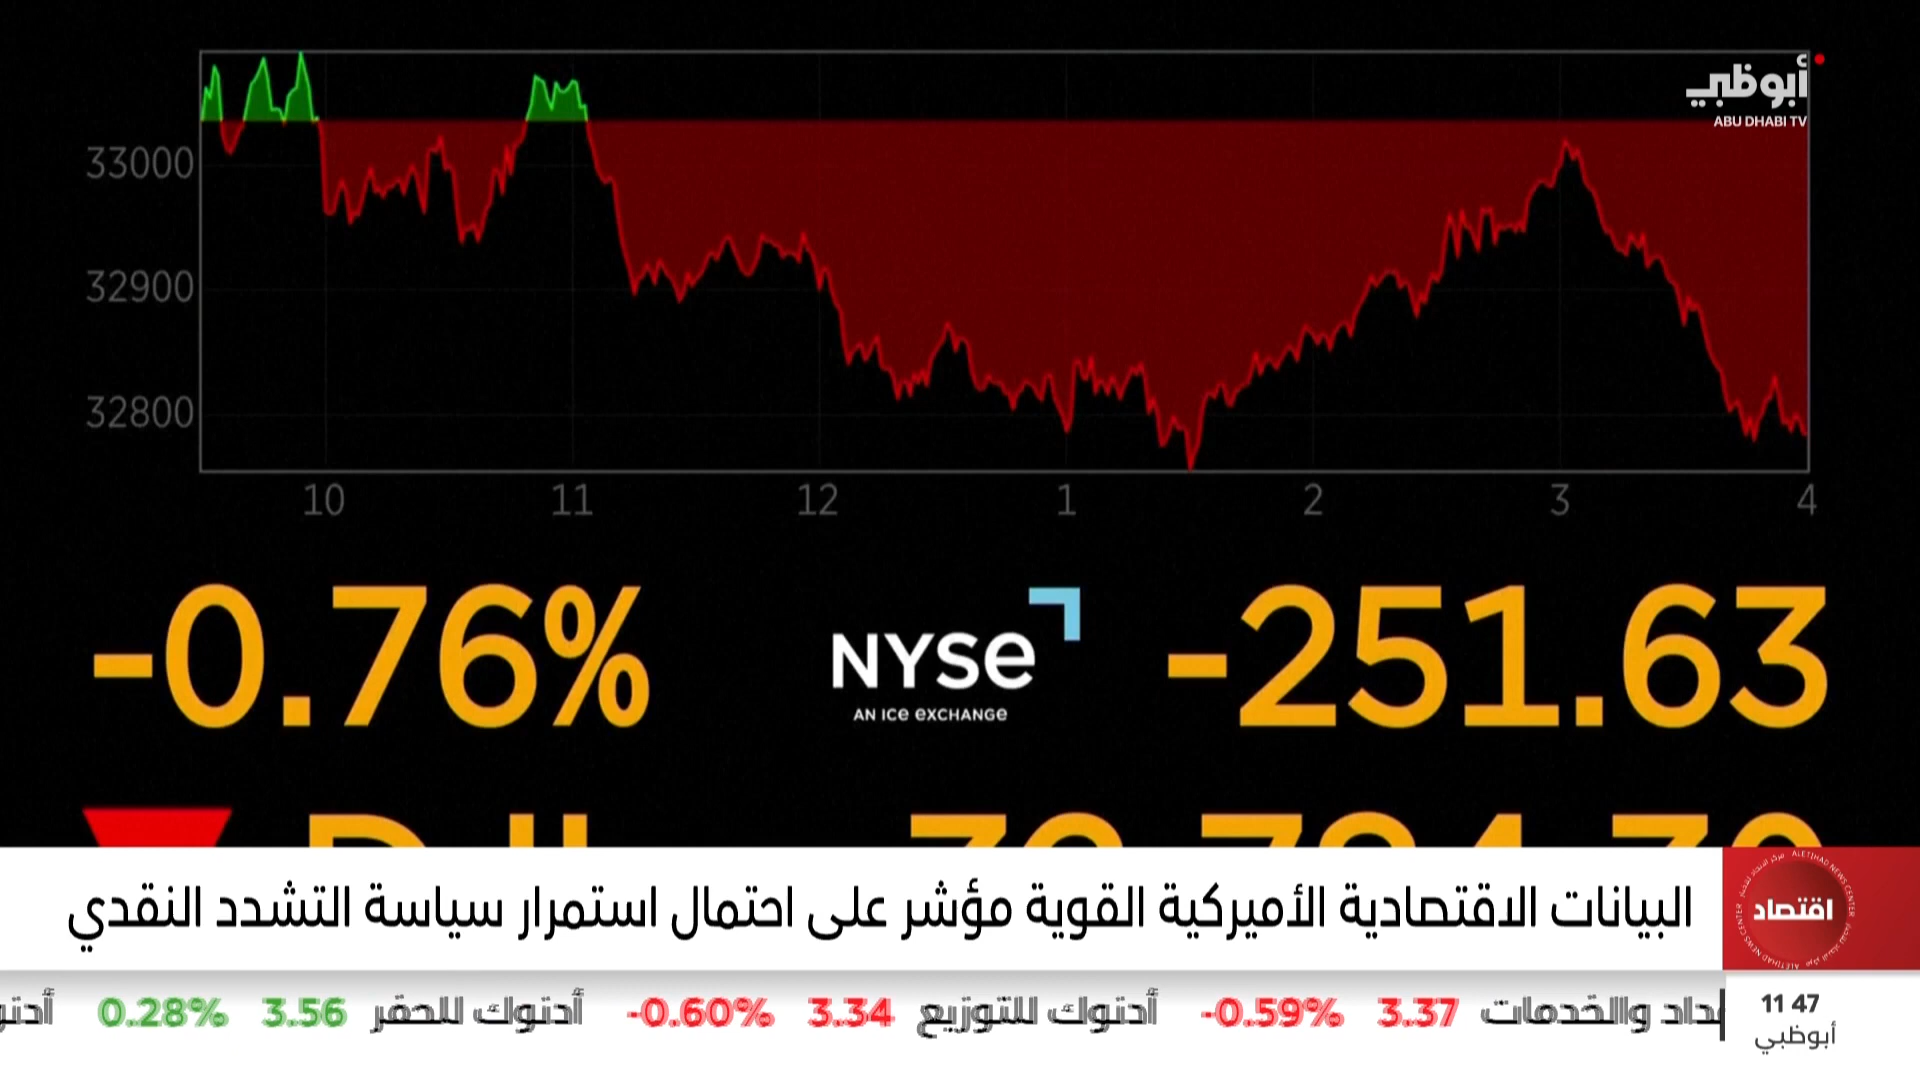 أبوظبي
ABU DHABI TV
33000
32900
32800
10 11 12 1 2 3 4
-0.76%
NYSE
AN ICE EXCHANGE
-251.63
البيانات الاقتصادية الأميركية القوية مؤشر على احتمال استمرار سياسة التشدد النقدي
اقتصاد
والخدمات 3.37 -0.59% أدنوك للتوزيع 3.34 -0.60% أدنوك للحفر 3.56 0.28%
11 47
أبوظبي